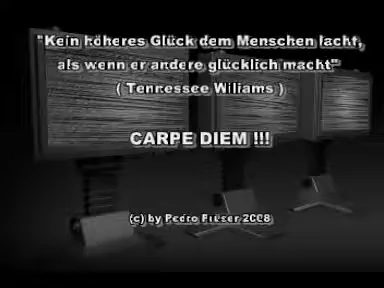 "Kein höheres Glück dem Menschen lacht,
als wenn er andere glücklich macht"
( Tennessee Wiliams )
CARPE DIEM !!!
(c) by Pedro Prüser 2008